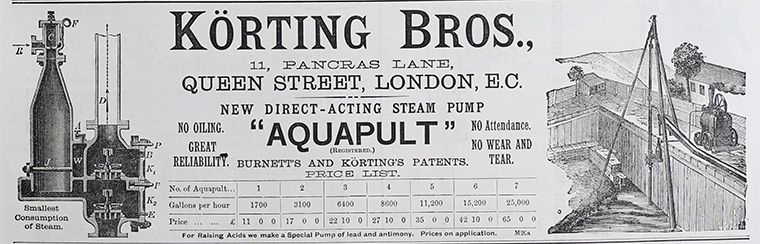 KÖRTING BROS.,
11, PANCRAS LANE,
QUEEN STREET, LONDON, E.C.
NEW DIRECT-ACTING STEAM PUMP
NO OILING.
GREAT
RELIABILITY.
"AQUAPULT"
(REGISTERED.)
No Attendance.
NO WEAR AND
TEAR.
BURNETT'S AND KÖRTING'S PATENTS.
PRICE LIST.
No. of Aquapult... 1 2 3 4 5 6 7
Gallons per hour 1700 3100 6400 8600 11,200 15,200 25,000
Price ... ... £ 11 0 0 17 0 0 22 10 0 27 10 0 35 0 0 42 10 0 65 0 0
For Raising Acids we make a Special Pump of lead and antimony. Prices on application.
Smallest
Consumption
of Steam.
F
C
R
D
A
P
B
W
J
K1
F
K2
E